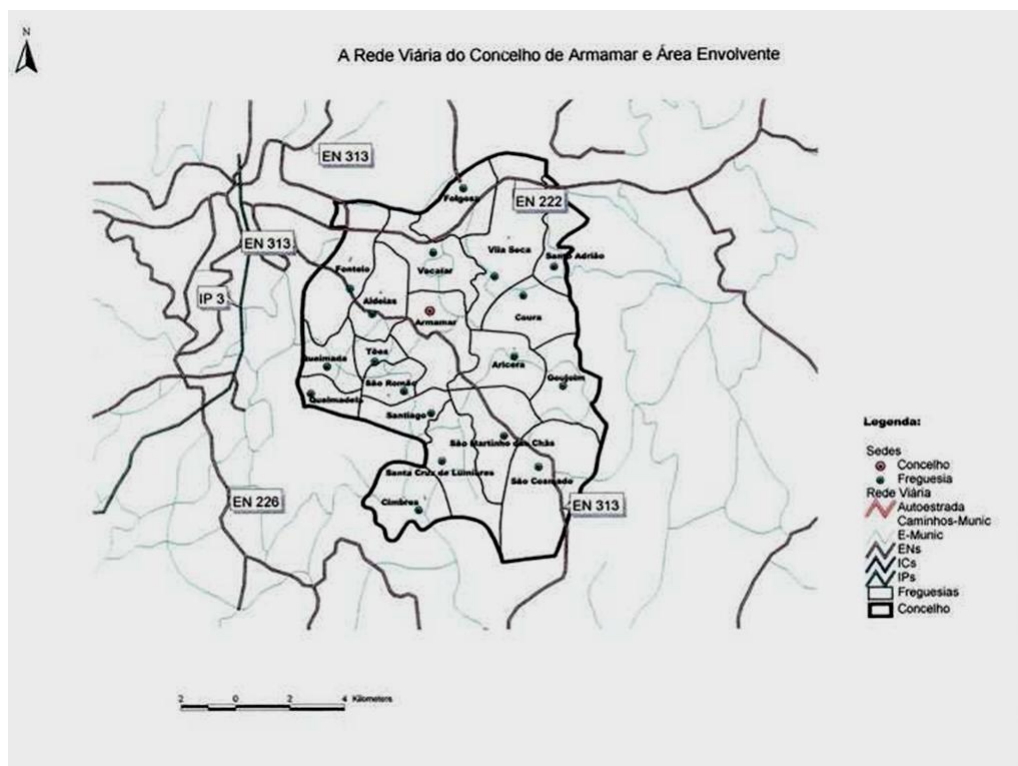 N
A Rede Viária do Concelho de Armamar e Área Envolvente
EN 313
Folgosa
EN 222
EN 313
Vila Seca
Santo Adrião
Fontelo
Vacalar
IP 3
Aldeias
Armamar
Coura
Queimada
Tões
Aricera
Goujoim
São Romão
Queimadela
Santiago
São Martinho das Chãs
Santa Cruz de Lumiares
São Cosmado
Cimbres
EN 226
EN 313
Legenda:
Sedes
Concelho
Freguesia
Rede Viária
Autoestrada
Caminhos-Munic
E-Munic
ENs
ICs
IPs
Freguesias
Concelho
2 0 2 4 Kilometers